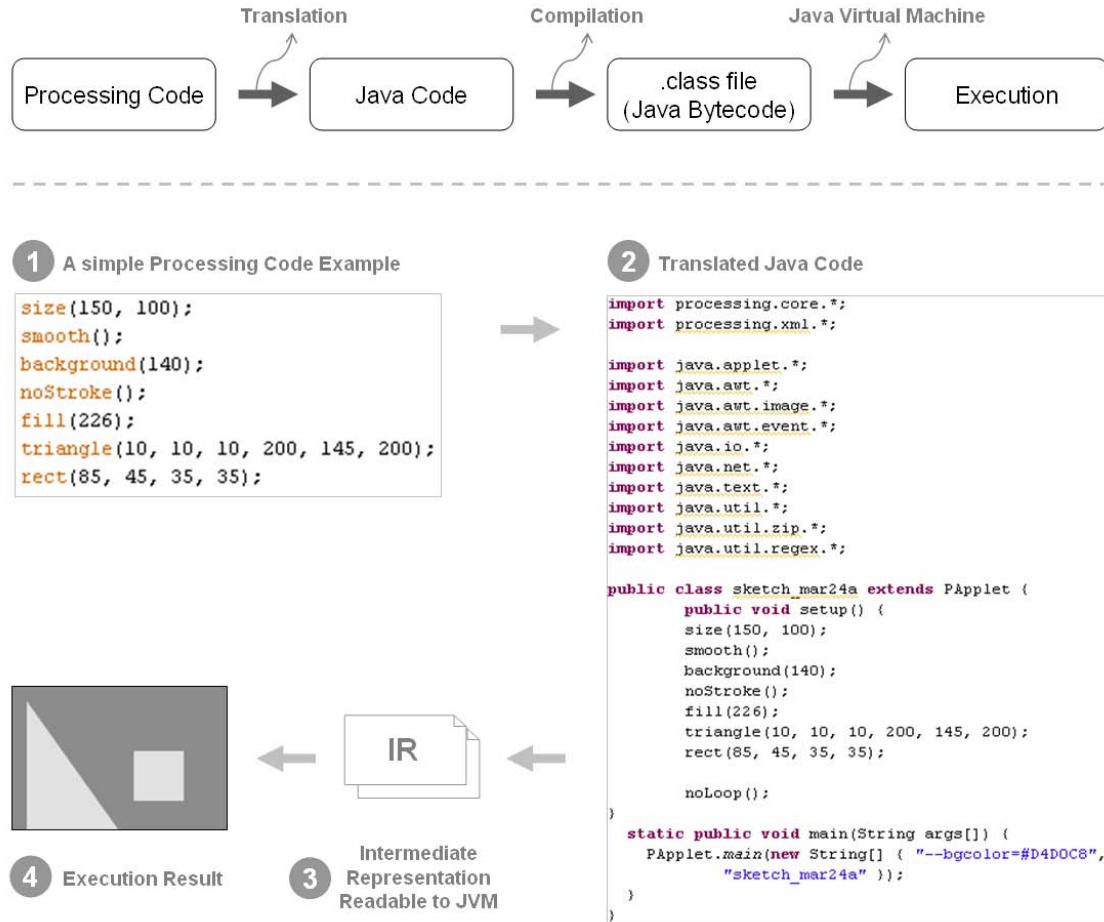 Translation
Compilation
Java Virtual Machine
Processing Code
Java Code
.class file
(Java Bytecode)
Execution
1 A simple Processing Code Example
size(150, 100);
smooth();
background(140);
noStroke();
fill(226);
triangle(10, 10, 10, 200, 145, 200);
rect(85, 45, 35, 35);
2 Translated Java Code
import processing.core.*;
import processing.xml.*;
import java.applet.*;
import java.awt.*;
import java.awt.image.*;
import java.awt.event.*;
import java.io.*;
import java.net.*;
import java.text.*;
import java.util.*;
import java.util.zip.*;
import java.util.regex.*;
public class sketch_mar24a extends PApplet {
public void setup() {
size(150, 100);
smooth();
background(140);
noStroke();
fill(226);
triangle(10, 10, 10, 200, 145, 200);
rect(85, 45, 35, 35);
noLoop();
}
static public void main(String args[]) {
PApplet.main(new String[] { "--bgcolor=#D4D0C8",
"sketch_mar24a" });
}
}
IR
3 Intermediate
Representation
Readable to JVM
4 Execution Result